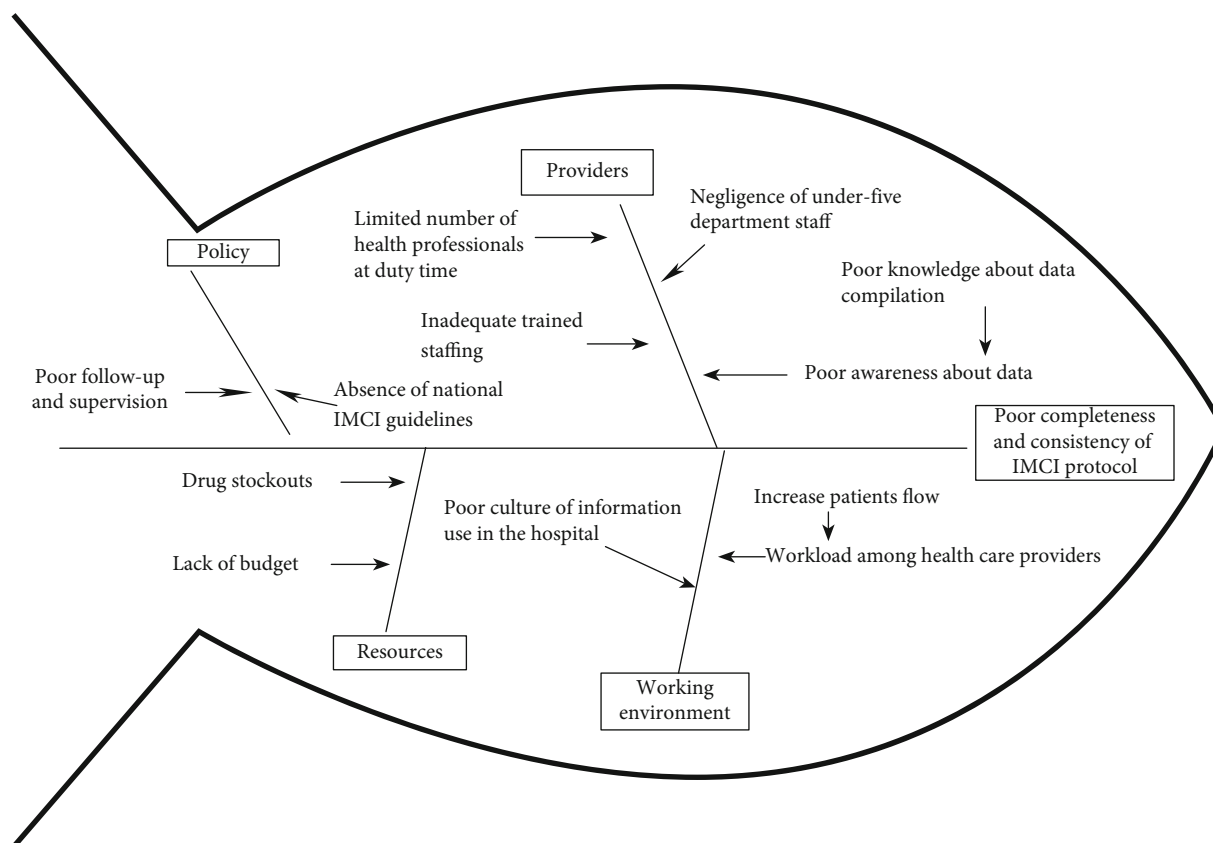 Providers
Negligence of under-five
department staff
Limited number of
health professionals
at duty time
Policy
Poor knowledge about data
compilation
Inadequate trained
staffing
Poor follow-up
and supervision
Absence of national
IMCI guidelines
Poor awareness about data
Poor completeness
and consistency of
IMCI protocol
Drug stockouts
Poor culture of information
use in the hospital
Increase patients flow
Workload among health care providers
Lack of budget
Resources
Working
environment